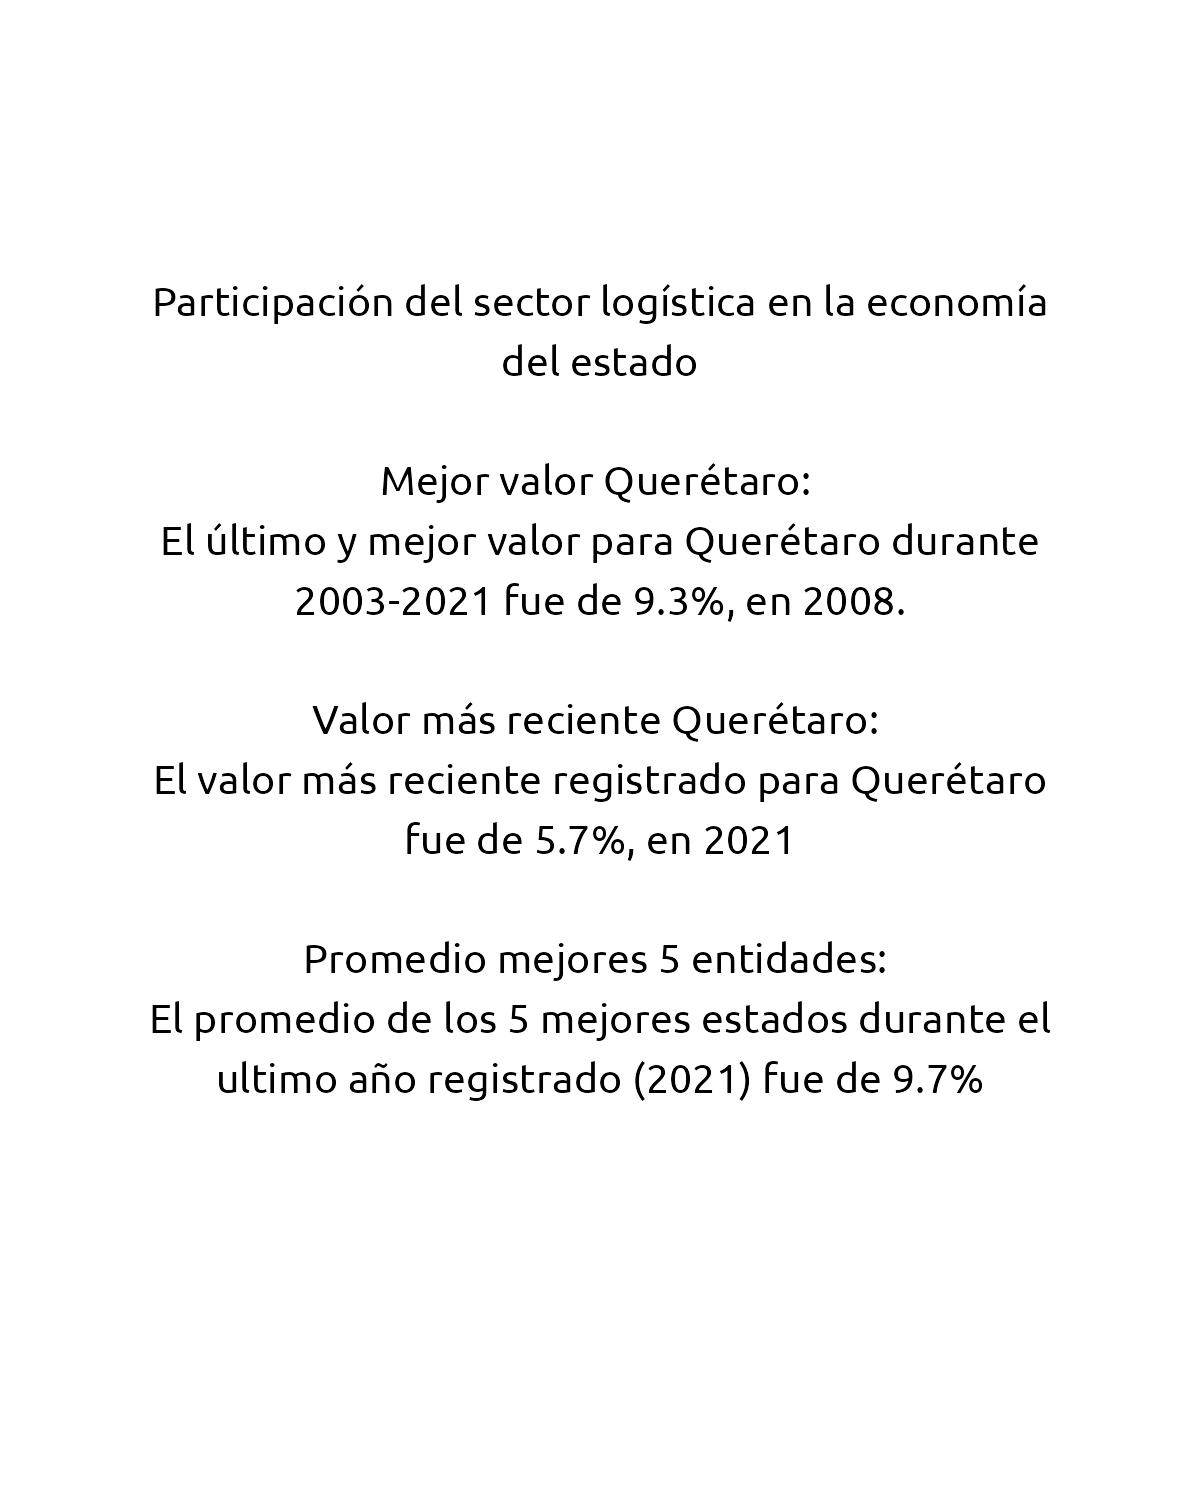 Participación del sector logística en la economía
del estado
Mejor valor Querétaro:
El último y mejor valor para Querétaro durante
2003-2021 fue de 9.3%, en 2008.
Valor más reciente Querétaro:
El valor más reciente registrado para Querétaro
fue de 5.7%, en 2021
Promedio mejores 5 entidades:
El promedio de los 5 mejores estados durante el
ultimo año registrado (2021) fue de 9.7%